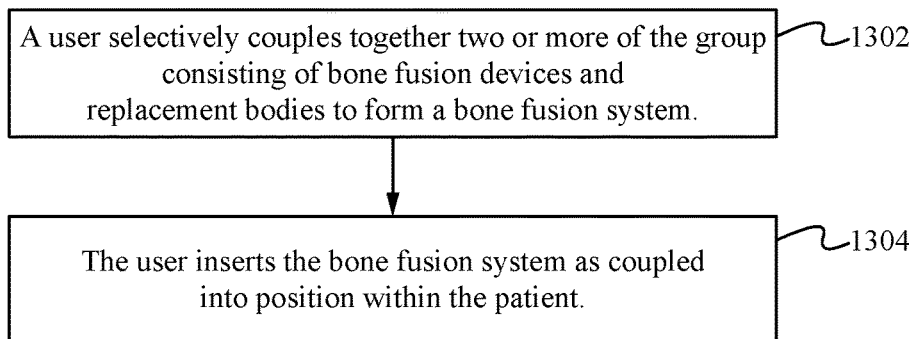 A user selectively couples together two or more of the group
consisting of bone fusion devices and
replacement bodies to form a bone fusion system.
1302
The user inserts the bone fusion system as coupled
into position within the patient.
1304